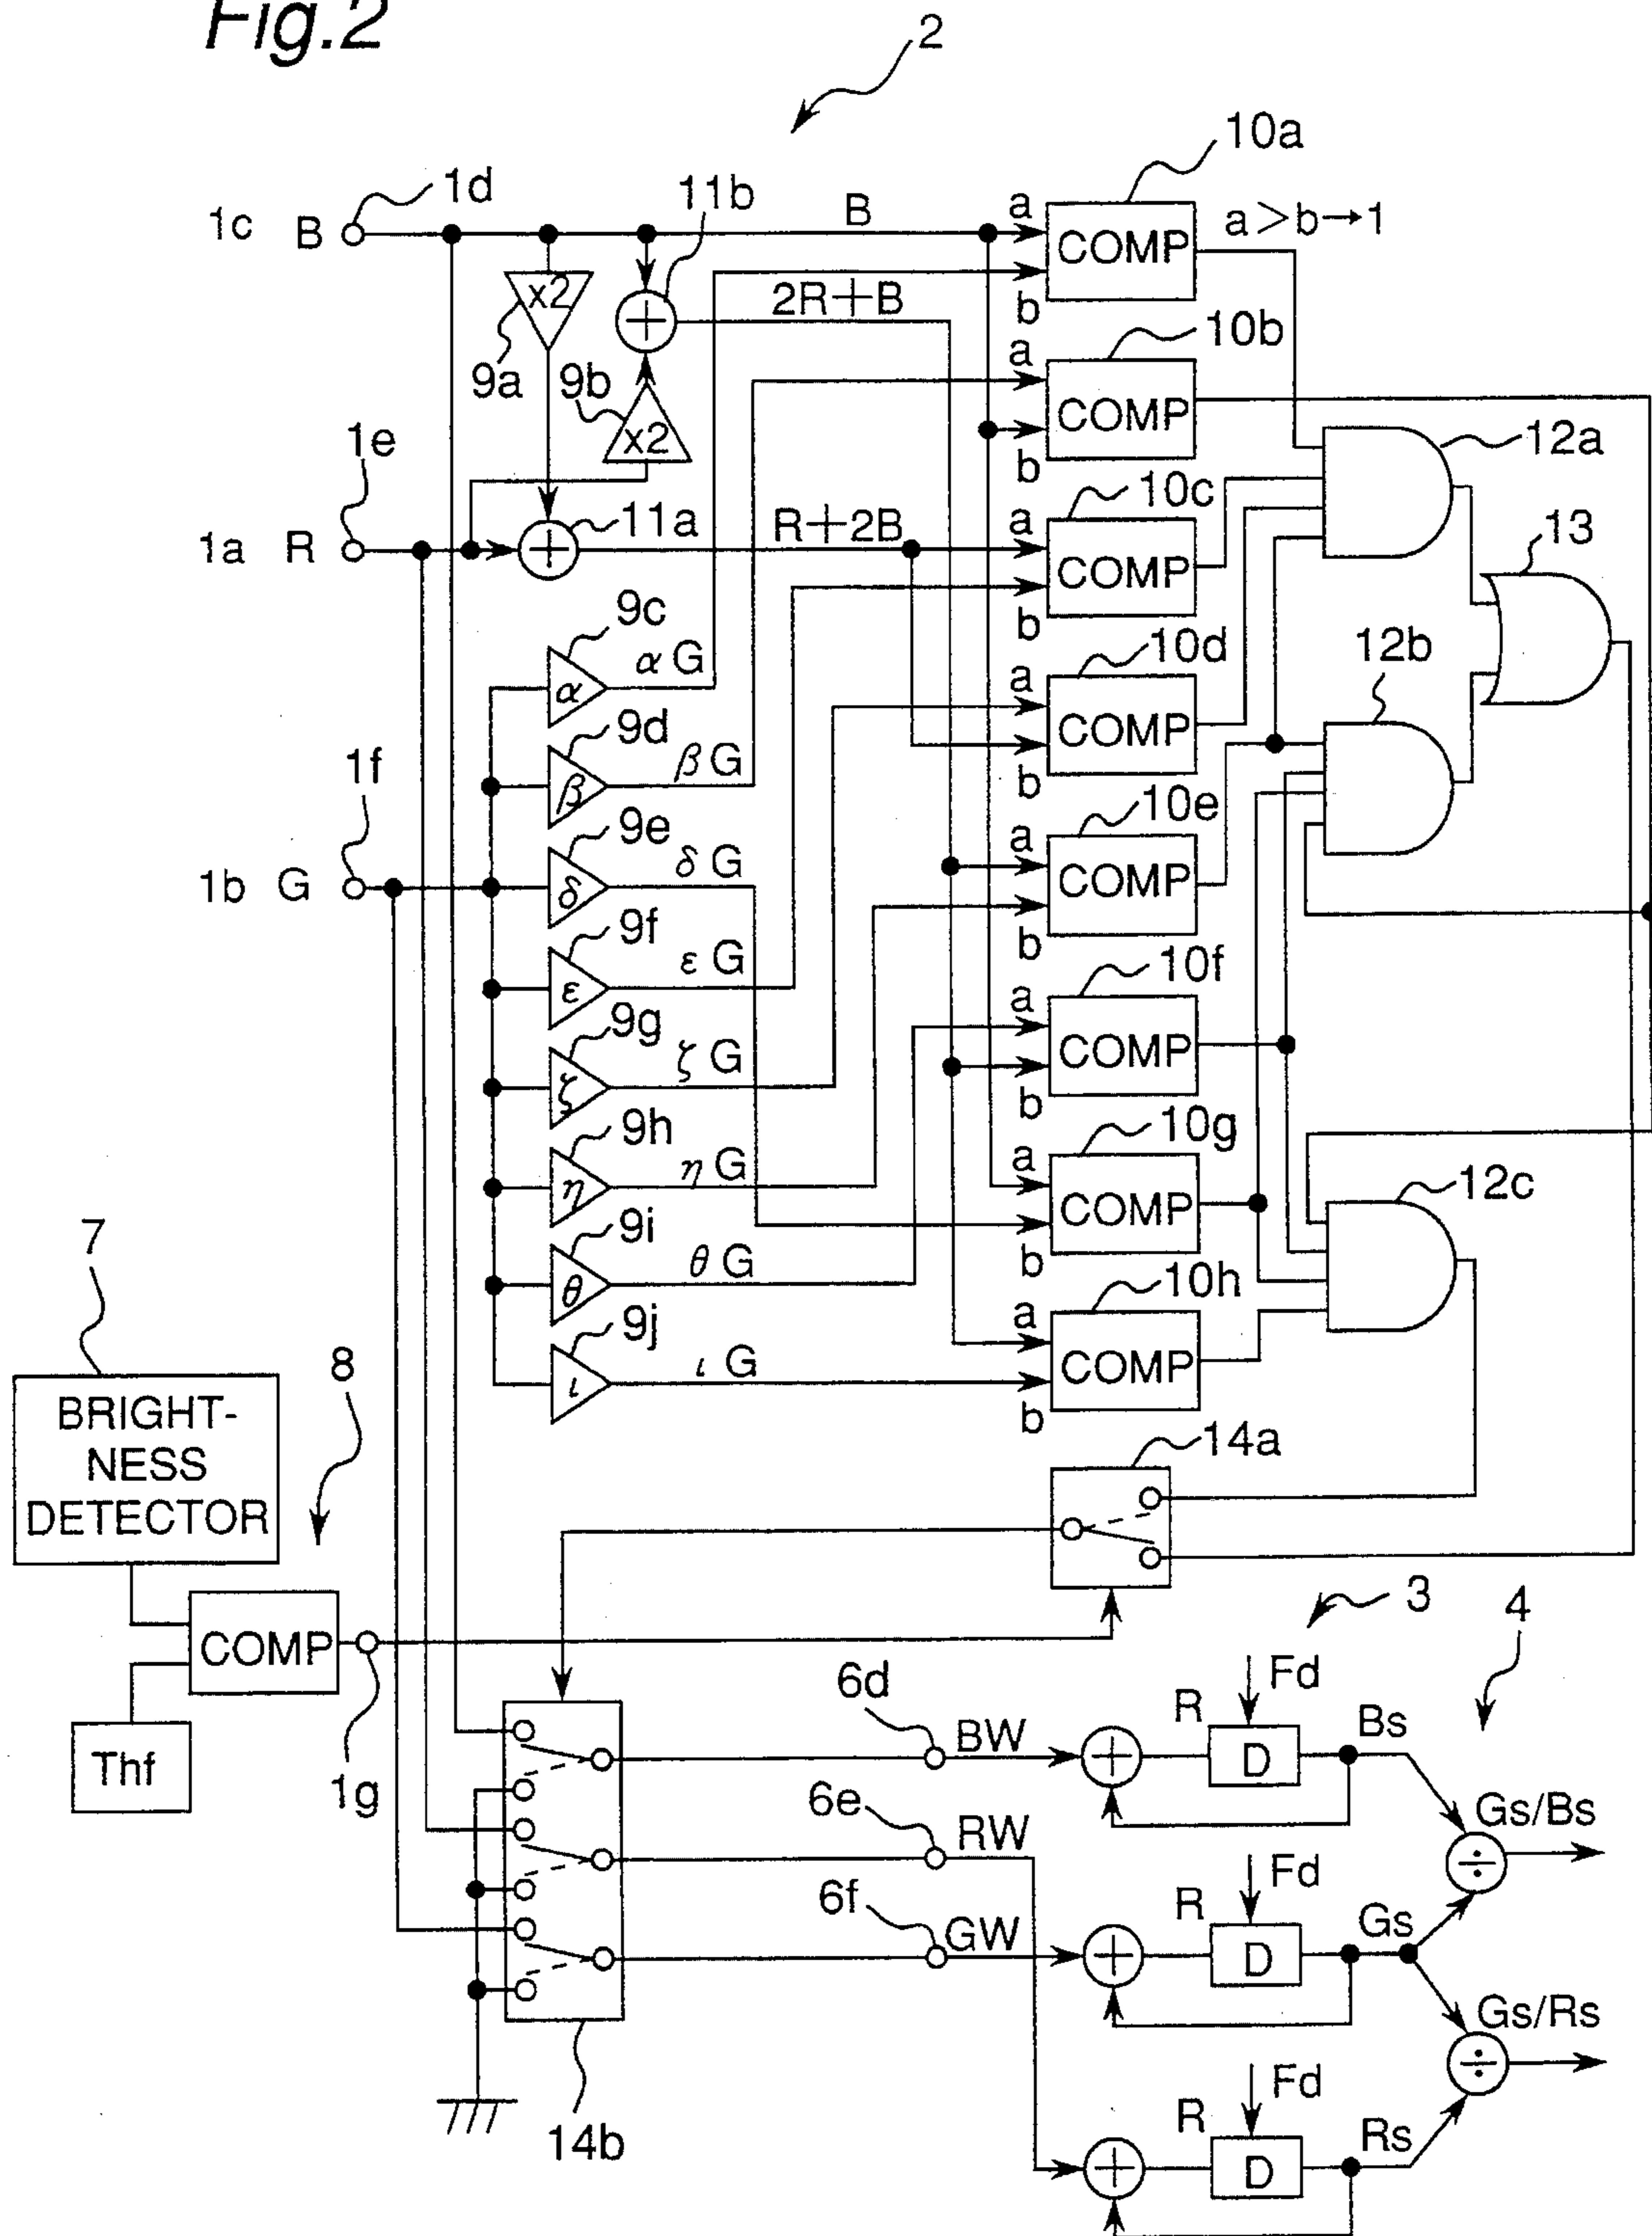 Fig.2
2
10a
1d
11b
1c B
B
a
COMP
a>b→1
b
x2
+
2R+B
10b
9a
9b
a
COMP
b
x2
12a
1e
10c
1a R
+
11a
R+2B
a
COMP
b
13
9c
α
αG
10d
a
COMP
b
12b
9d
β
βG
1f
9e
10e
a
COMP
b
1b G
δ
δG
9f
ε
εG
10f
a
COMP
b
9g
ζ
ζG
9h
η
ηG
10g
a
COMP
b
12c
9i
θ
θG
10h
a
COMP
b
9j
ι
ιG
7
8
BRIGHT-
NESS
DETECTOR
14a
COMP
Thf
1g
3
4
6d
BW
+
R
Fd
D
Bs
Gs/Bs
÷
6e
RW
6f
GW
+
R
Fd
D
Gs
Gs/Rs
÷
14b
+
R
Fd
D
Rs